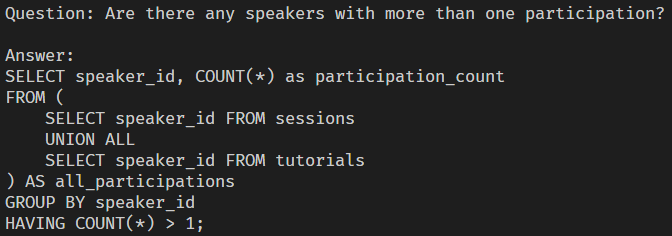 Question: Are there any speakers with more than one participation?

Answer:
SELECT speaker_id, COUNT(*) as participation_count
FROM (
    SELECT speaker_id FROM sessions
    UNION ALL
    SELECT speaker_id FROM tutorials
) AS all_participations
GROUP BY speaker_id
HAVING COUNT(*) > 1;